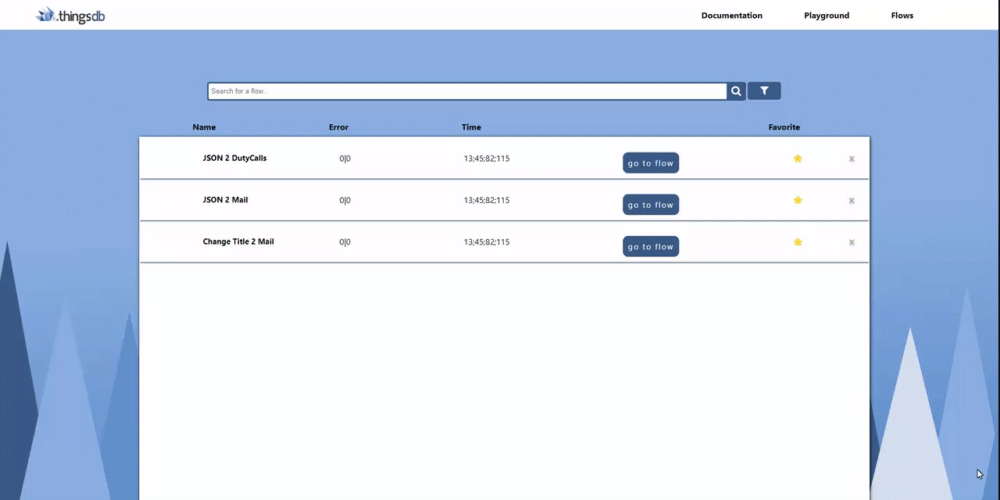 .thingsdb Documentation Playground Flows
Search for a flow..
Name Error Time Favorite
JSON 2 DutyCalls 0|0 13;45;82;115 go to flow
JSON 2 Mail 0|0 13;45;82;115 go to flow
Change Title 2 Mail 0|0 13;45;82;115 go to flow